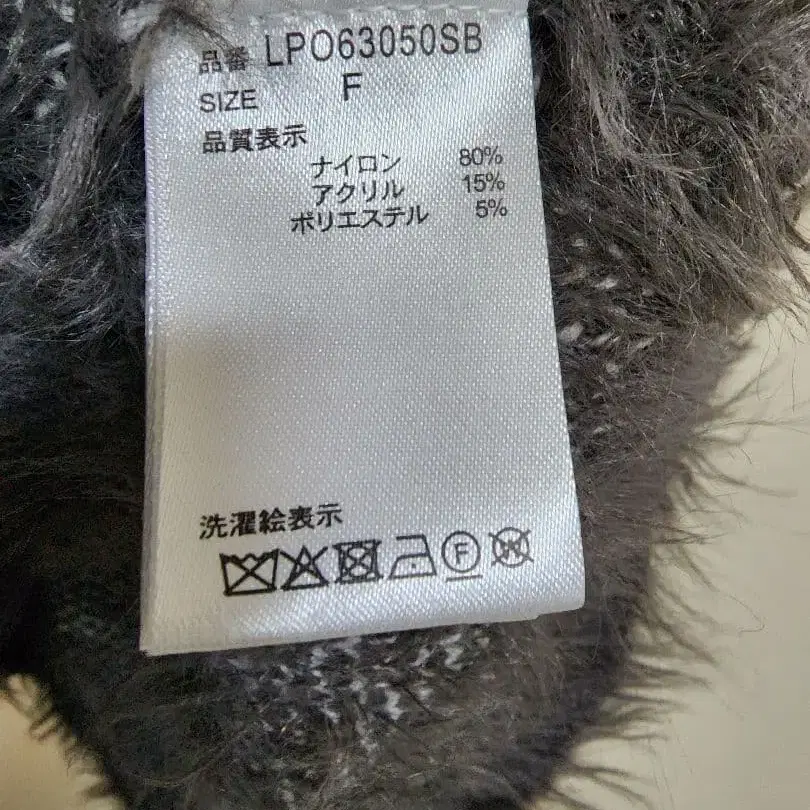 品番 LPO63050SB
SIZE F
品質表示
ナイロン 80%
アクリル 15%
ポリエステル 5%
洗濯絵表示
F W